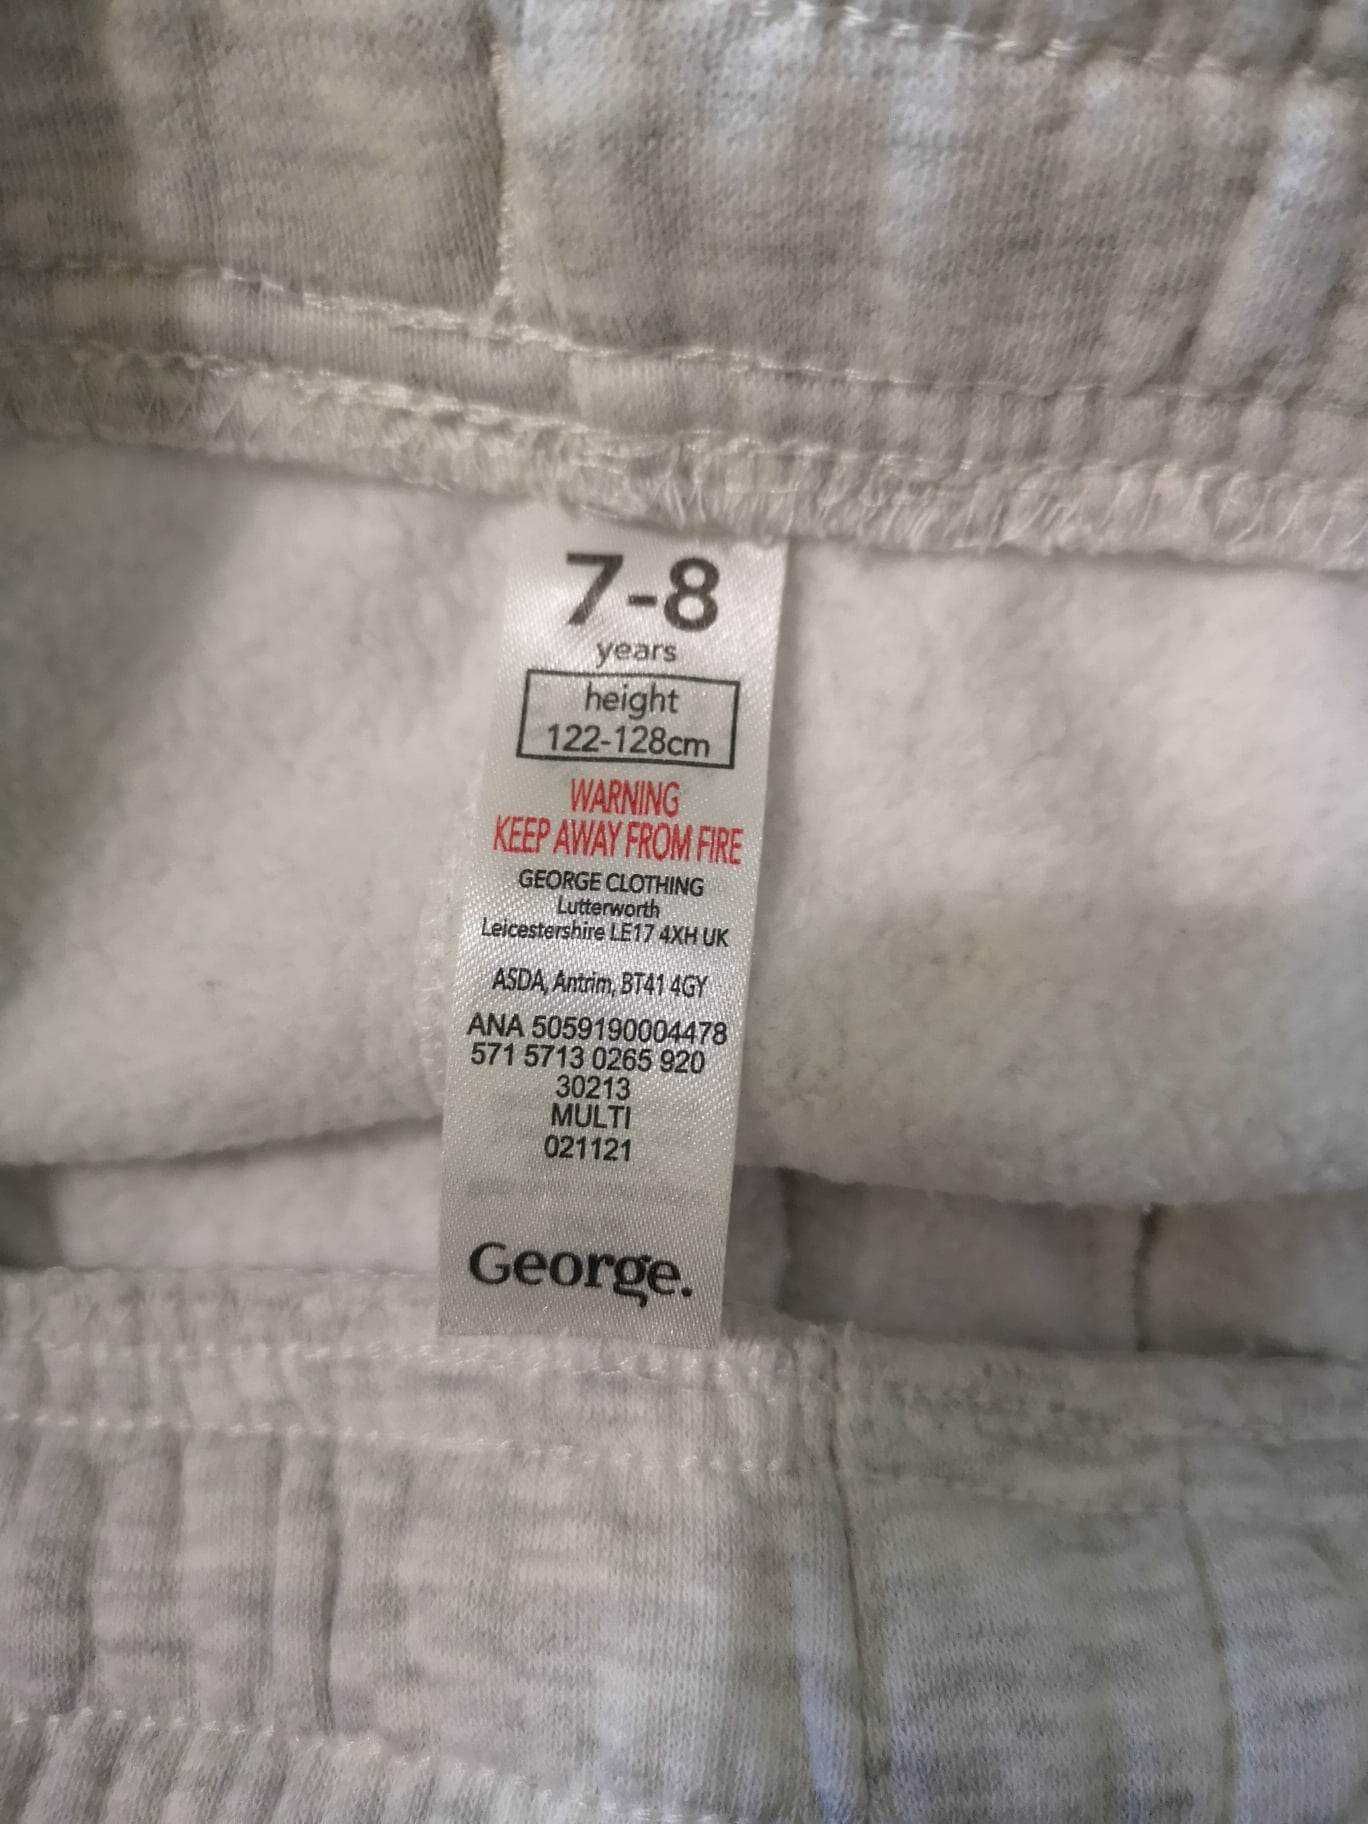 7-8
years
height
122-128cm
WARNING
KEEP AWAY FROM FIRE
GEORGE CLOTHING
Lutterworth
Leicestershire LE17 4XH UK
ASDA, Antrim, BT41 4GY
ANA 5059190004478
571 5713 0265 920
30213
MULTI
021121
George.